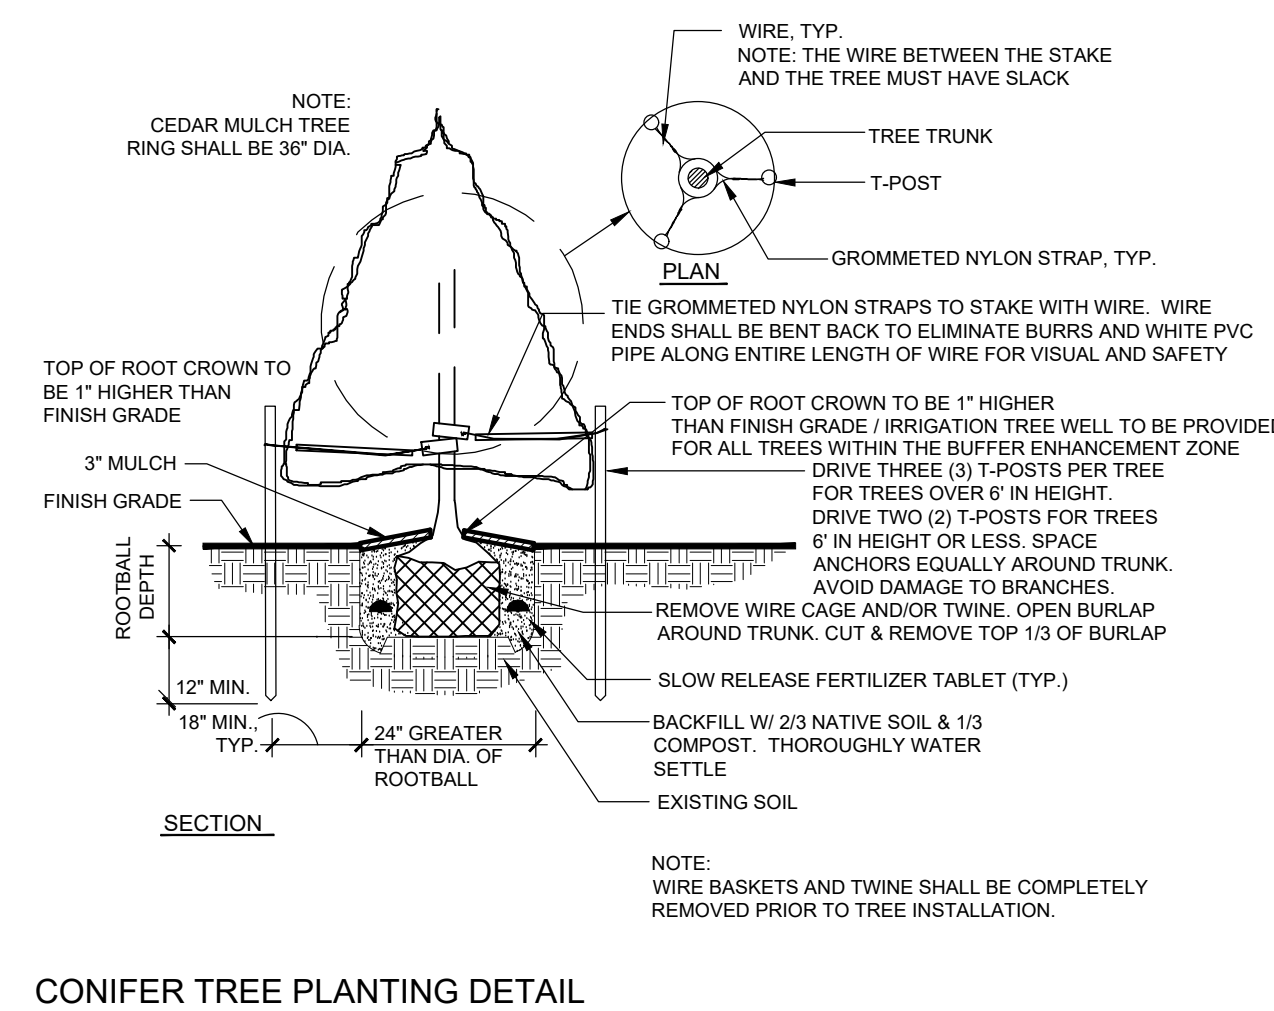 WIRE, TYP.
NOTE: THE WIRE BETWEEN THE STAKE
AND THE TREE MUST HAVE SLACK
NOTE:
CEDAR MULCH TREE
RING SHALL BE 36" DIA.
TREE TRUNK
T-POST
GROMMETED NYLON STRAP, TYP.
PLAN
TIE GROMMETED NYLON STRAPS TO STAKE WITH WIRE. WIRE
ENDS SHALL BE BENT BACK TO ELIMINATE BURRS AND WHITE PVC
PIPE ALONG ENTIRE LENGTH OF WIRE FOR VISUAL AND SAFETY
TOP OF ROOT CROWN TO
BE 1" HIGHER THAN
FINISH GRADE
TOP OF ROOT CROWN TO BE 1" HIGHER
THAN FINISH GRADE / IRRIGATION TREE WELL TO BE PROVIDE
FOR ALL TREES WITHIN THE BUFFER ENHANCEMENT ZONE
3" MULCH
FINISH GRADE
DRIVE THREE (3) T-POSTS PER TREE
FOR TREES OVER 6' IN HEIGHT.
DRIVE TWO (2) T-POSTS FOR TREES
6' IN HEIGHT OR LESS. SPACE
ANCHORS EQUALLY AROUND TRUNK.
AVOID DAMAGE TO BRANCHES.
ROOTBALL
DEPTH
REMOVE WIRE CAGE AND/OR TWINE. OPEN BURLAP
AROUND TRUNK. CUT & REMOVE TOP 1/3 OF BURLAP
12" MIN.
SLOW RELEASE FERTILIZER TABLET (TYP.)
18" MIN.,
TYP.
24" GREATER
THAN DIA. OF
ROOTBALL
BACKFILL W/ 2/3 NATIVE SOIL & 1/3
COMPOST. THOROUGHLY WATER
SETTLE
EXISTING SOIL
SECTION
NOTE:
WIRE BASKETS AND TWINE SHALL BE COMPLETELY
REMOVED PRIOR TO TREE INSTALLATION.
CONIFER TREE PLANTING DETAIL